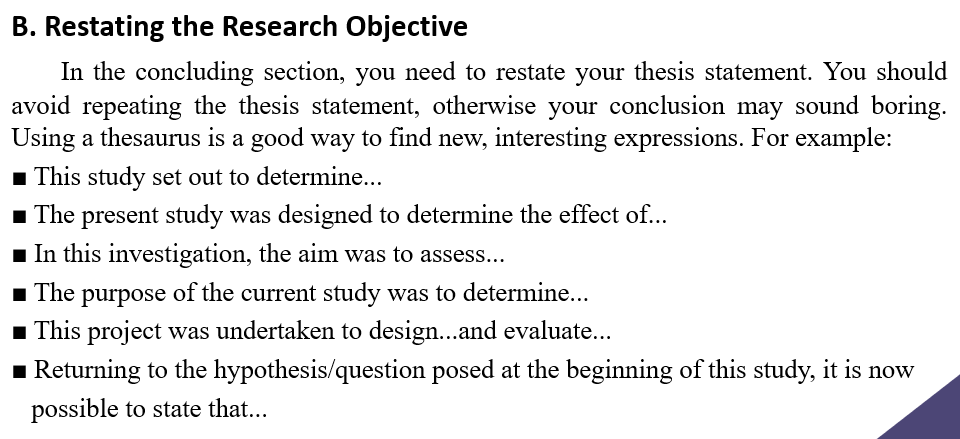 B. Restating the Research Objective
In the concluding section, you need to restate your thesis statement. You should
avoid repeating the thesis statement, otherwise your conclusion may sound boring.
Using a thesaurus is a good way to find new, interesting expressions. For example:
■ This study set out to determine...
■ The present study was designed to determine the effect of...
■ In this investigation, the aim was to assess...
■ The purpose of the current study was to determine...
■ This project was undertaken to design...and evaluate...
■ Returning to the hypothesis/question posed at the beginning of this study, it is now
possible to state that...